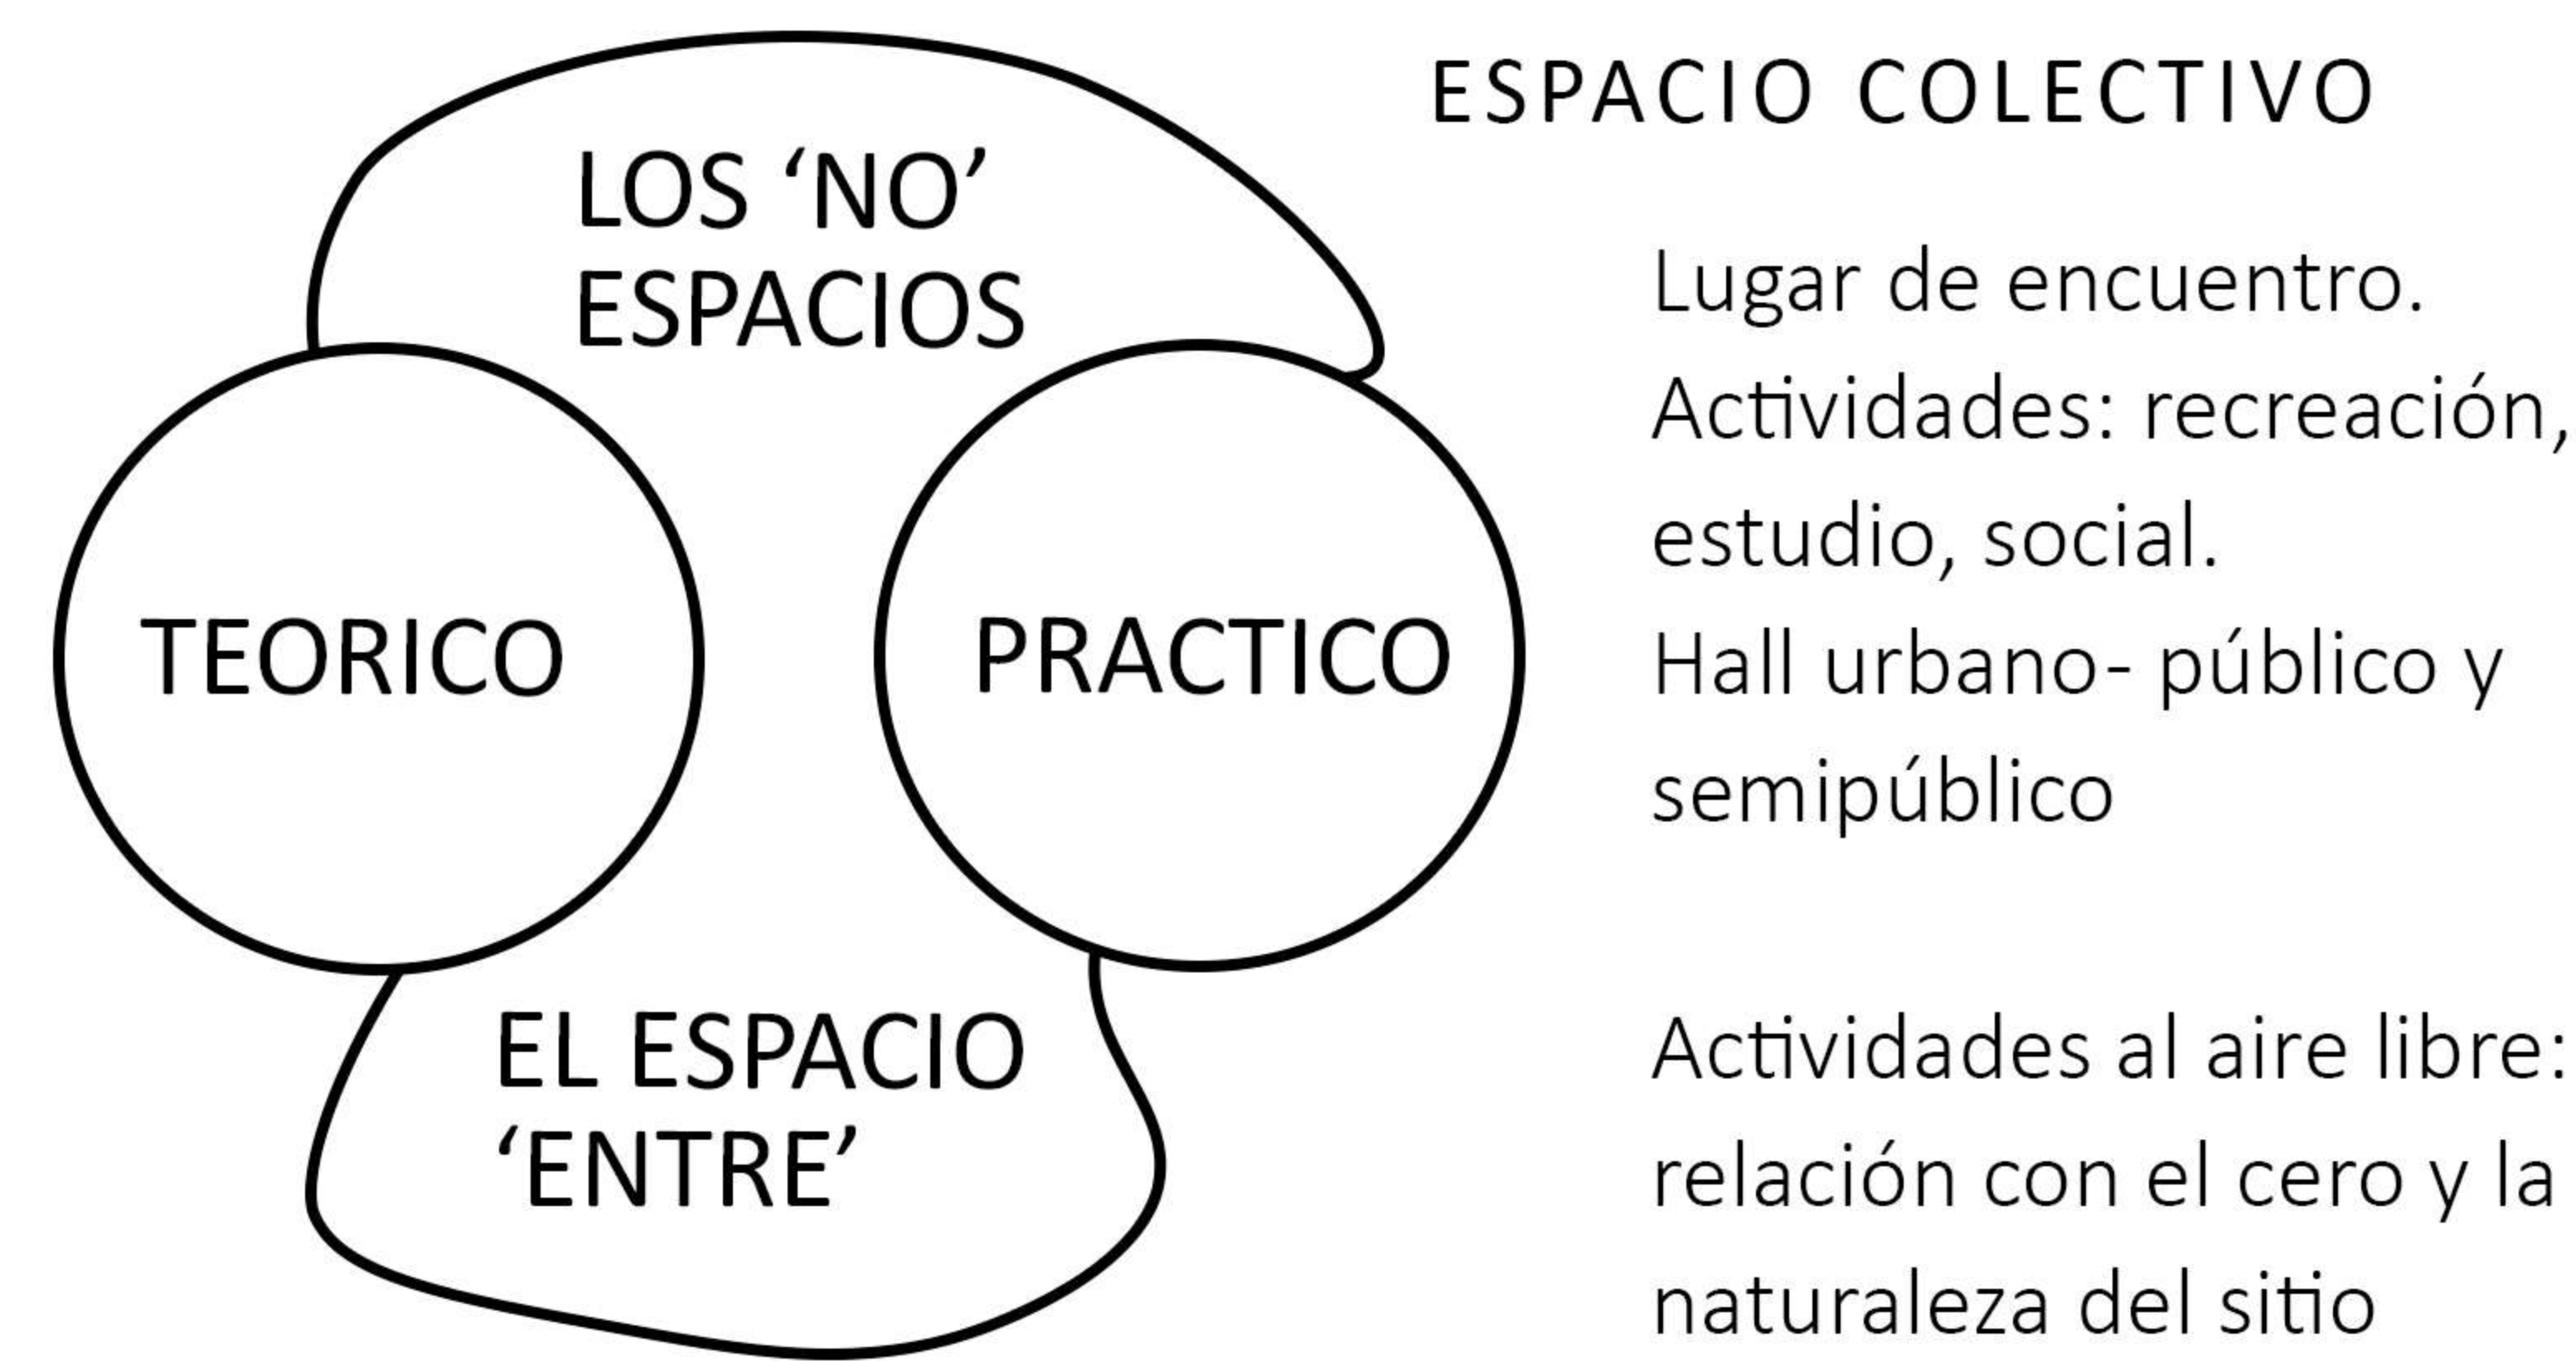 LOS ‘NO’
ESPACIOS
TEORICO
PRACTICO
EL ESPACIO
‘ENTRE’
ESPACIO COLECTIVO
Lugar de encuentro.
Actividades: recreación,
estudio, social.
Hall urbano- público y
semipúblico
Actividades al aire libre:
relación con el cero y la
naturaleza del sitio